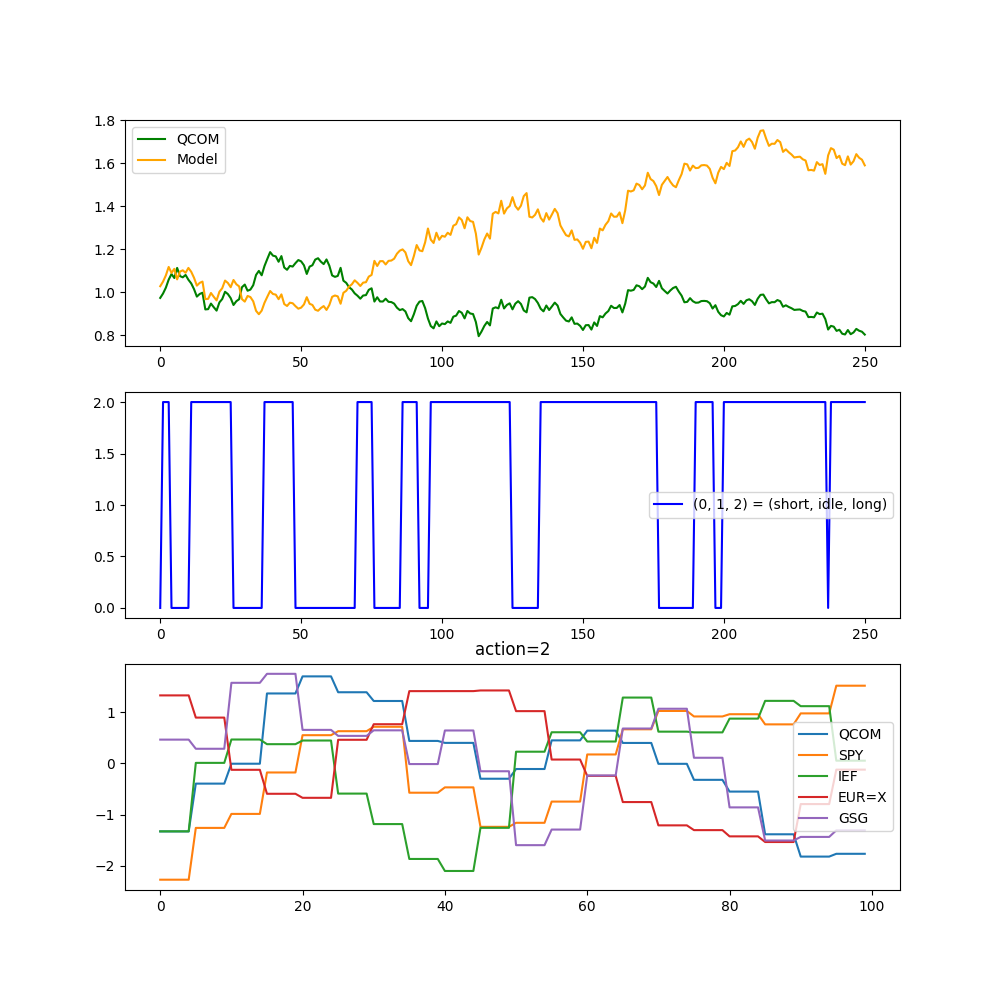 1.8
1.6
1.4
1.2
1.0
0.8
QCOM
Model
0 50 100 150 200 250
2.0
1.5
1.0
0.5
0.0
(0, 1, 2) = (short, idle, long)
0 50 100 150 200 250
action=2
1
0
−1
−2
QCOM
SPY
IEF
EUR=X
GSG
0 20 40 60 80 100